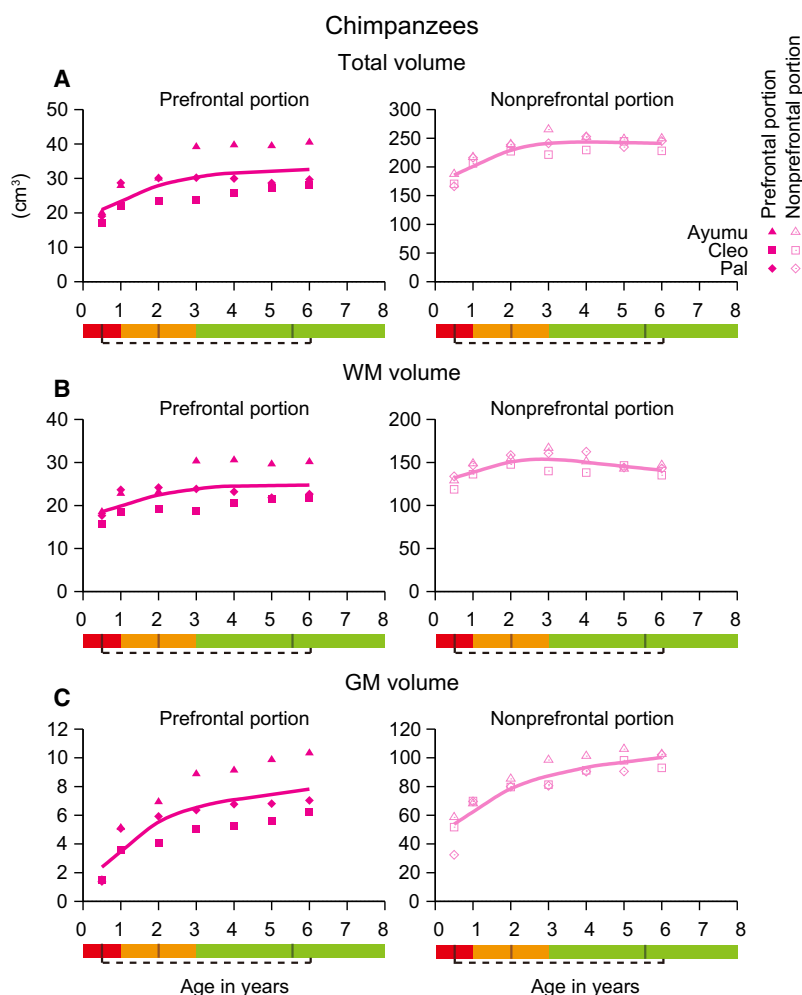 Chimpanzees
Total volume
Prefrontal portion
Nonprefrontal portion
Ayumu
Cleo
Pal
A
Prefrontal portion
(cm³)
50
40
30
20
10
0
0 1 2 3 4 5 6 7 8
Nonprefrontal portion
300
250
200
150
100
50
0
0 1 2 3 4 5 6 7 8
WM volume
B
Prefrontal portion
40
30
20
10
0
0 1 2 3 4 5 6 7 8
Nonprefrontal portion
200
150
100
50
0
0 1 2 3 4 5 6 7 8
GM volume
C
Prefrontal portion
12
10
8
6
4
2
0
0 1 2 3 4 5 6 7 8
Age in years
Nonprefrontal portion
120
100
80
60
40
20
0
0 1 2 3 4 5 6 7 8
Age in years